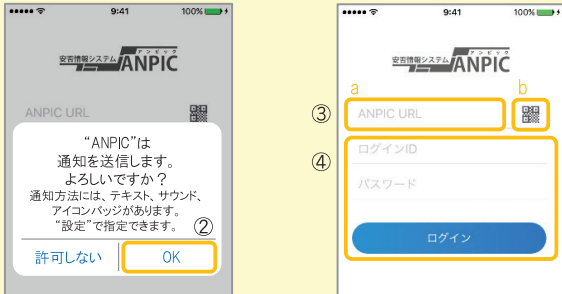 9:41
100%
安否情報システム
アンピック
ANPIC
ANPIC URL
“ANPIC”は
通知を送信します。
よろしいですか？
通知方法には、テキスト、サウンド、
アイコンバッジがあります。
“設定”で指定できます。
②
許可しない
OK
9:41
100%
安否情報システム
アンピック
ANPIC
a
b
③
ANPIC URL
④
ログインID
パスワード
ログイン